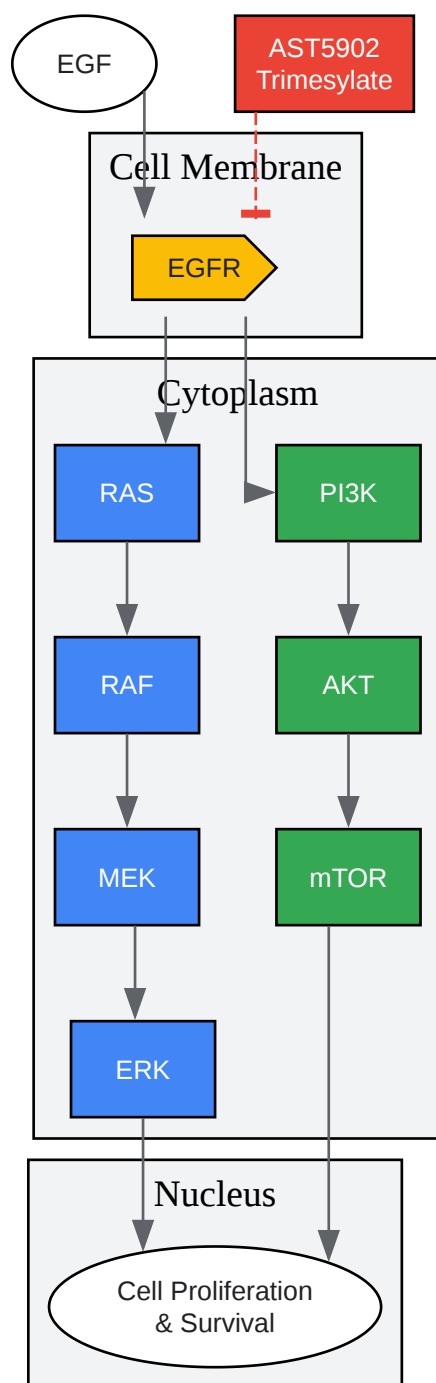 EGF
AST5902
Trimesylate
Cell Membrane
EGFR
Cytoplasm
RAS
PI3K
RAF
AKT
MEK
mTOR
ERK
Nucleus
Cell Proliferation
& Survival